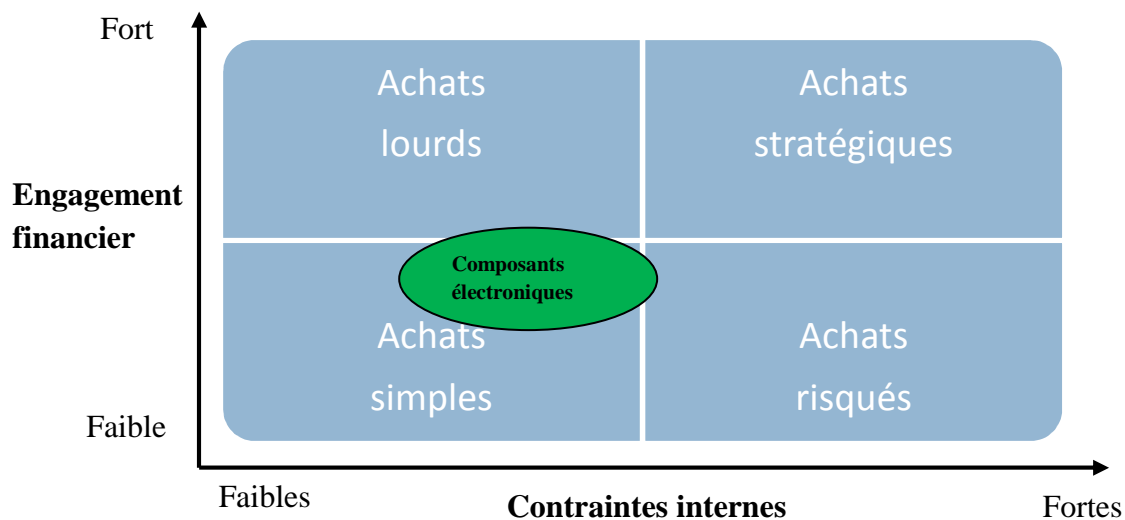 Fort
Achats
lourds
Achats
stratégiques
Engagement
financier
Composants
électroniques
Achats
simples
Achats
risqués
Faible
Faibles
Contraintes internes
Fortes